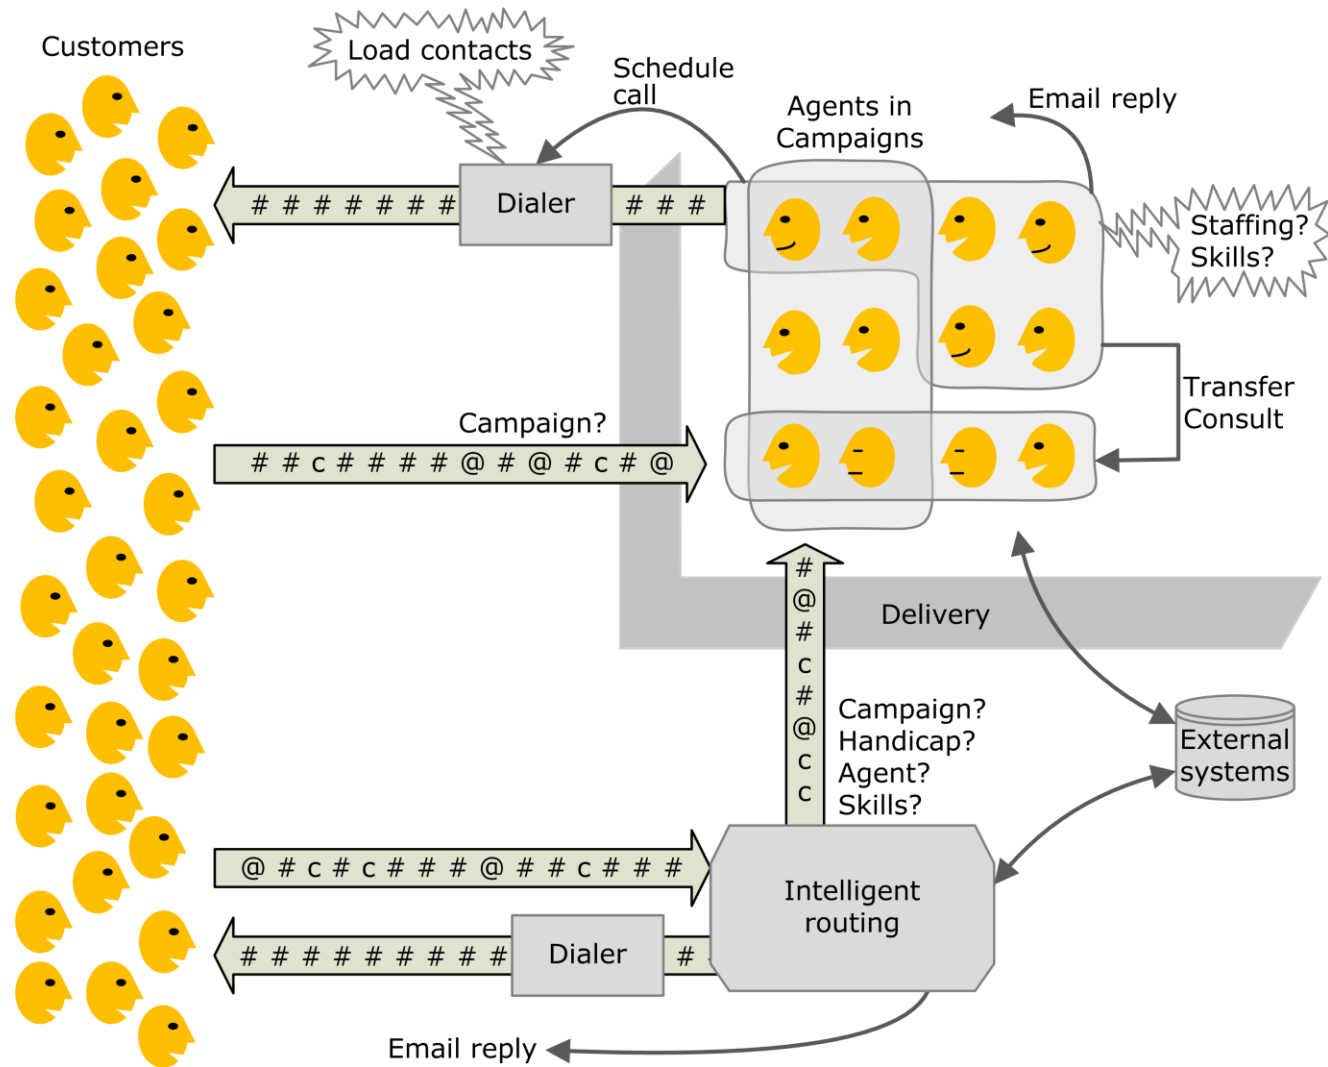 Customers
Load contacts
Schedule
call
Agents in
Campaigns
Email reply
# # # # # # #
Dialer
# # #
Staffing?
Skills?
Transfer
Consult
Campaign?
# # c # # # # @ # @ # c # @
#
@
#
c
#
@
c
c
Delivery
Campaign?
Handicap?
Agent?
Skills?
External
systems
@ # c # c # # # @ # # c # # #
Intelligent
routing
# # # # # # # # #
Dialer
#
Email reply